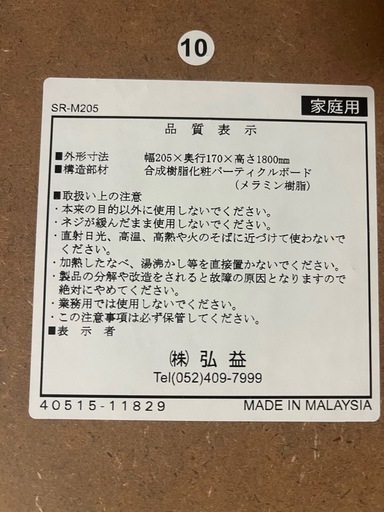 10
SR-M205
家庭用
品質表示
■外形寸法 幅205×奥行170×高さ1800mm
■構造部材 合成樹脂化粧パーティクルボード
(メラミン樹脂)
■取扱い上の注意
・本来の目的以外に使用しないでください。
・ネジが緩んだまま使用しないでください。
・直射日光、高温、高熱や火のそばに近づけて使わないで
ください。
・加熱したなべ、湯沸かし等を直接置かないでください。
・製品の分解や改造をされると故障の原因となりますので
絶対にやめてください。
・業務用では使用しないでください。
・この注意事項は必ず保管してください。
■表示者
㈱ 弘益
Tel(052)409-7999
40515-11829
MADE IN MALAYSIA